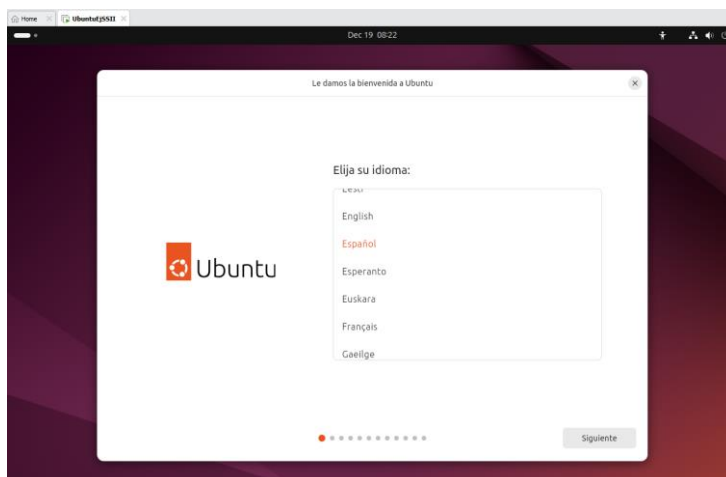 Home UbuntuEJSSII
Dec 19 08:22
Le damos la bienvenida a Ubuntu
Elija su idioma:
English
Español
Esperanto
Euskara
Français
Gaeilge
Ubuntu
Siguiente